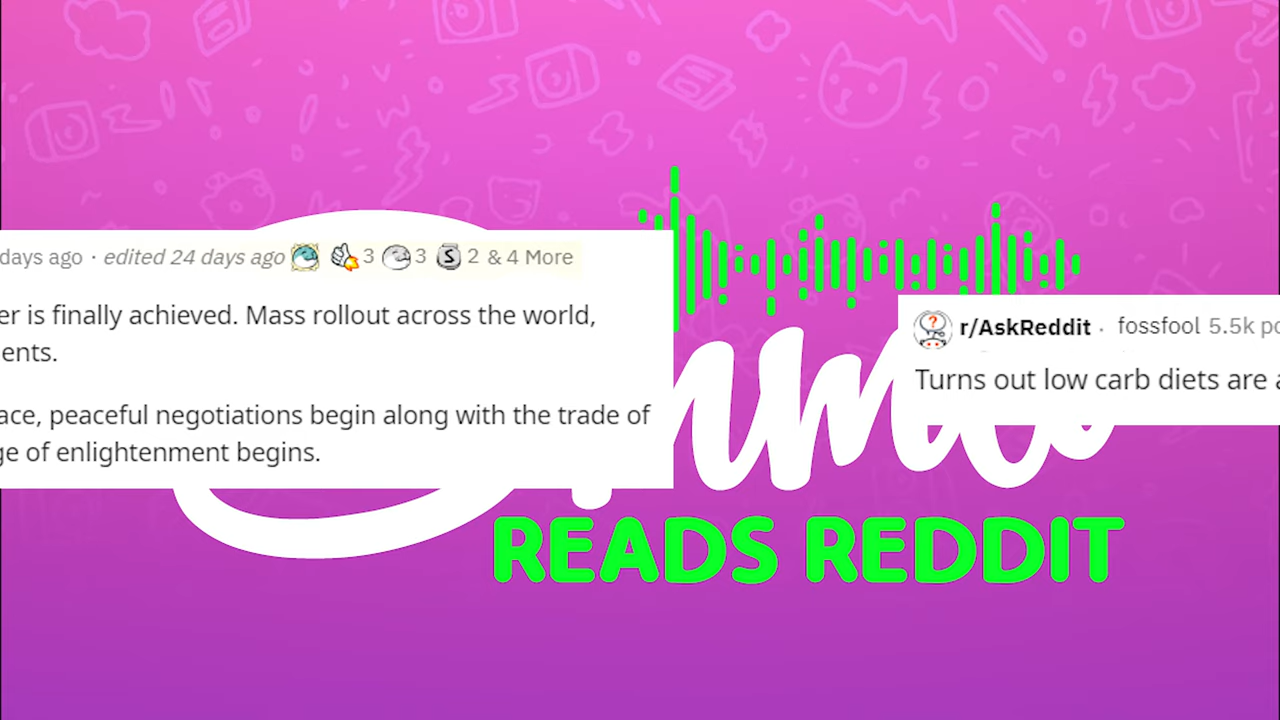 days ago · edited 24 days ago 3 3 S 2 & 4 More
er is finally achieved. Mass rollout across the world,
ents.
ace, peaceful negotiations begin along with the trade of
ge of enlightenment begins.
r/AskReddit · fossfool 5.5k po
Turns out low carb diets are a
READS REDDIT